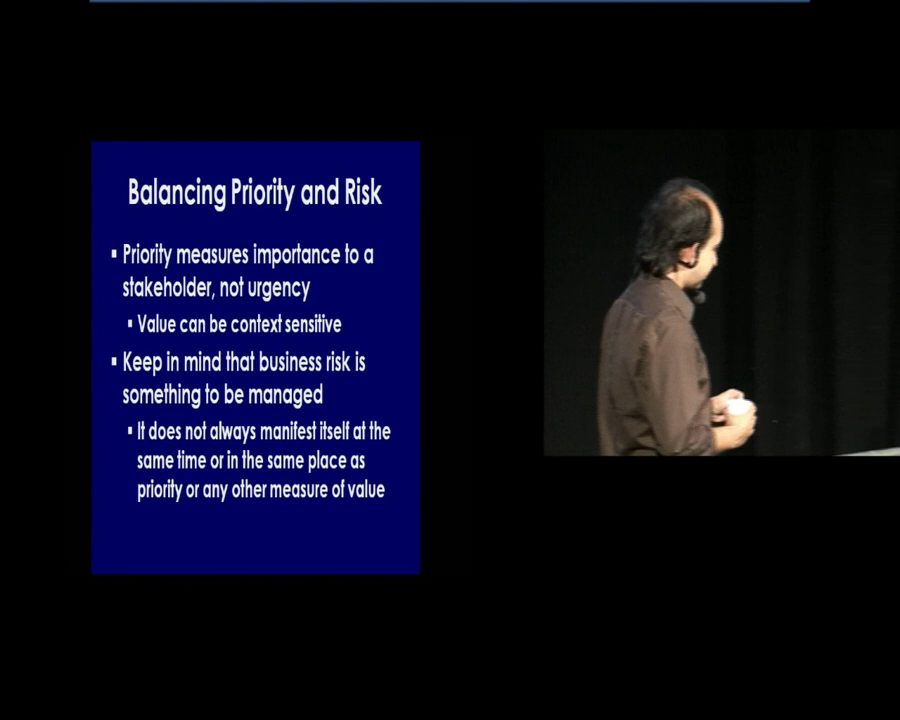 Balancing Priority and Risk
▪ Priority measures importance to a
stakeholder, not urgency
▪ Value can be context sensitive
▪ Keep in mind that business risk is
something to be managed
▪ It does not always manifest itself at the
same time or in the same place as
priority or any other measure of value